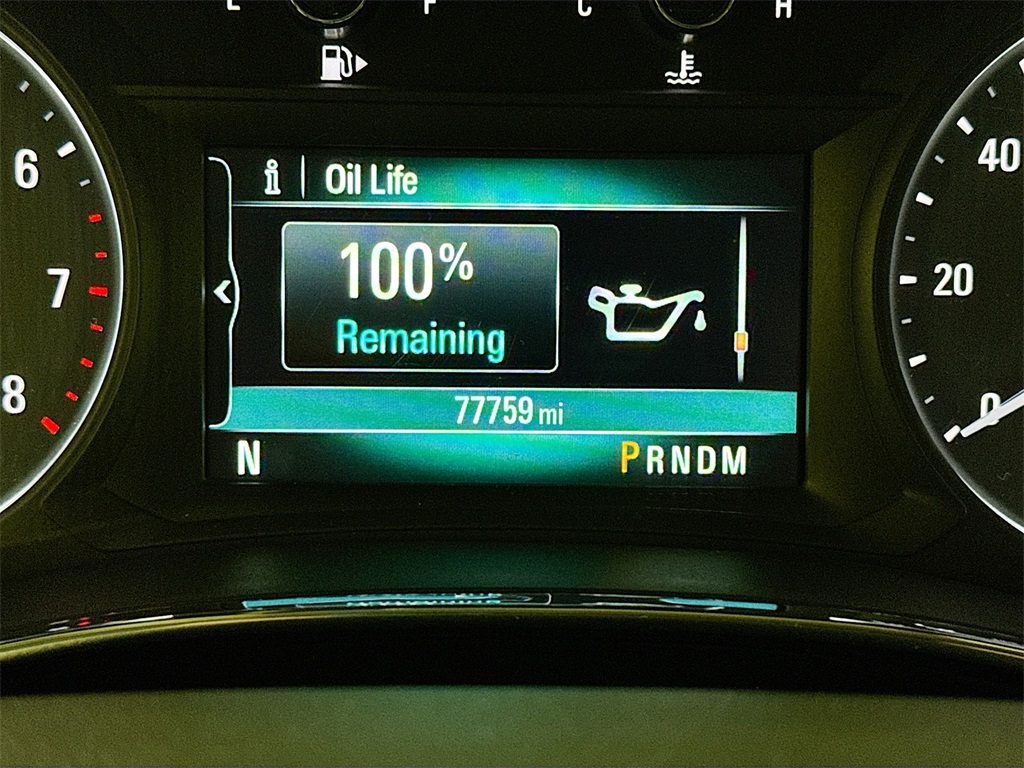 E F C H
i Oil Life
100%
Remaining
77759 mi
N PRNDM
6
7
8
40
20
0